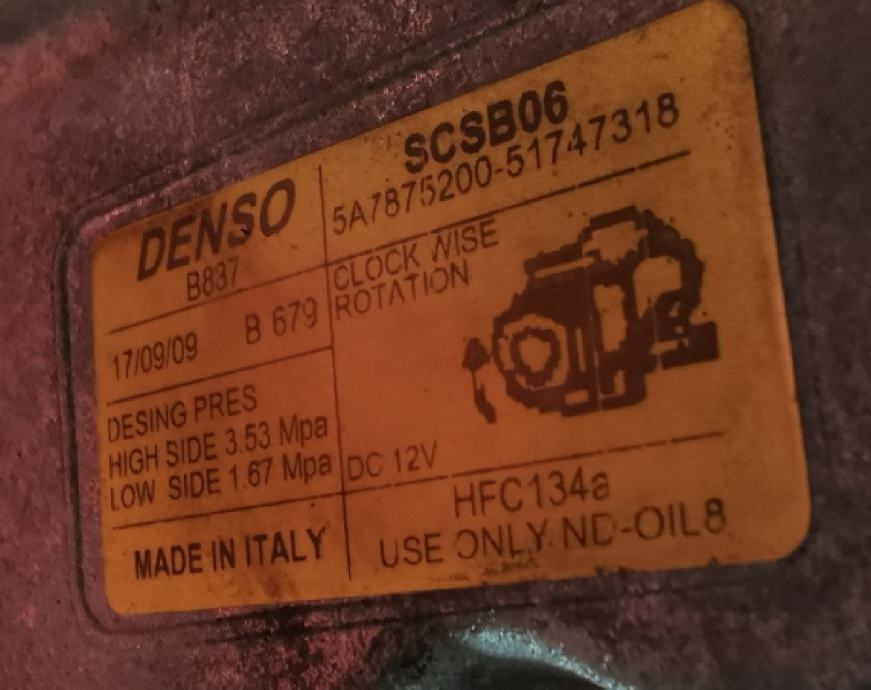 DENSO
B837
SCSB06
5A7875200-51747318
17/09/09 B 679
CLOCK WISE
ROTATION
DESING PRES
HIGH SIDE 3.53 Mpa
LOW SIDE 1.67 Mpa
DC 12V
MADE IN ITALY
HFC134a
USE ONLY ND-OIL8